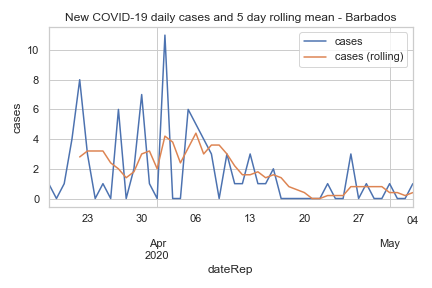 New COVID-19 daily cases and 5 day rolling mean - Barbados
cases
cases (rolling)
10
8
6
4
2
0
cases
23
30
06
13
20
27
04
Apr
2020
May
dateRep